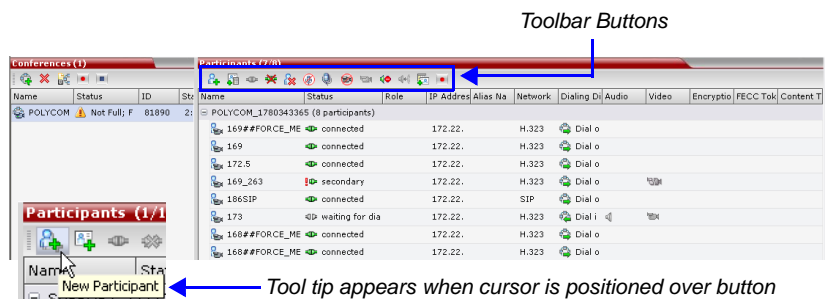 Toolbar Buttons
Conferences (1)
Participants (7/8)
Name Status ID Sta
Name Status Role IP Addres Alias Na Network Dialing Di Audio Video Encryptio FECC Tok Content T
POLYCOM Not Full; F 81890 2:
POLYCOM_1780343365 (8 participants)
169##FORCE_ME connected 172.22. H.323 Dial o
169 connected 172.22. H.323 Dial o
172.5 connected 172.22. H.323 Dial o
169_263 secondary 172.22. H.323 Dial o
186SIP connected 172.22. SIP Dial o
173 waiting for dia 172.22. H.323 Dial i
168##FORCE_ME connected 172.22. H.323 Dial o
168##FORCE_ME connected 172.22. H.323 Dial o
Participants (1/1
Name Sta
New Participant
Tool tip appears when cursor is positioned over button